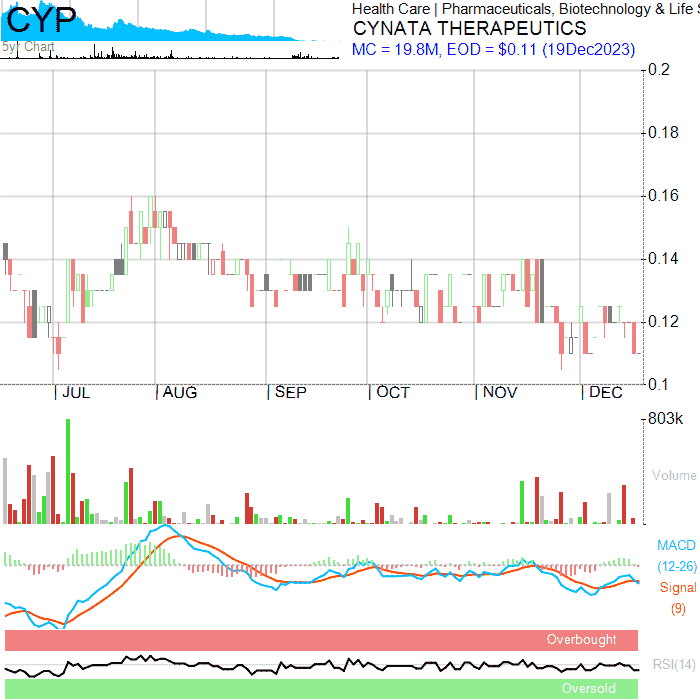 CYP
5yr Chart
Health Care | Pharmaceuticals, Biotechnology & Life S
CYNATA THERAPEUTICS
MC = 19.8M, EOD = $0.11 (19Dec2023)
0.2
0.18
0.16
0.14
0.12
0.1
JUL AUG SEP OCT NOV DEC
803k
Volume
MACD
(12-26)
Signal
(9)
Overbought
RSI(14)
Oversold